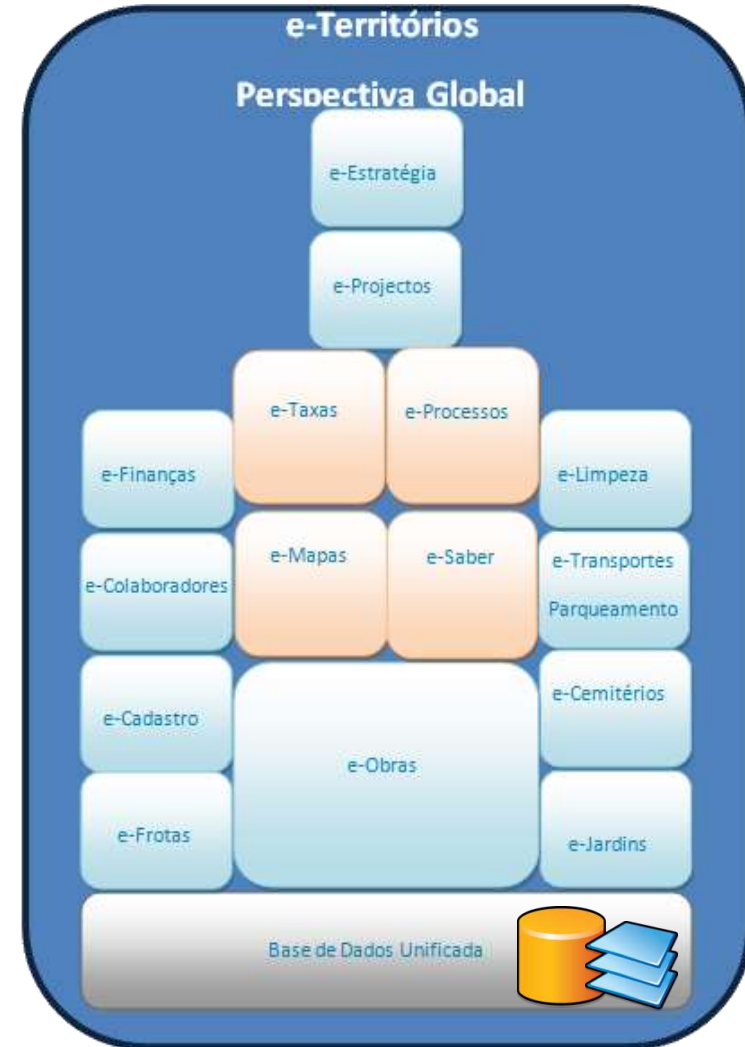 e-Territórios
Perspectiva Global
e-Estratégia
e-Projectos
e-Taxas
e-Processos
e-Finanças
e-Limpeza
e-Mapas
e-Saber
e-Colaboradores
e-Transportes
Parqueamento
e-Cadastro
e-Cemitérios
e-Obras
e-Frotas
e-Jardins
Base de Dados Unificada